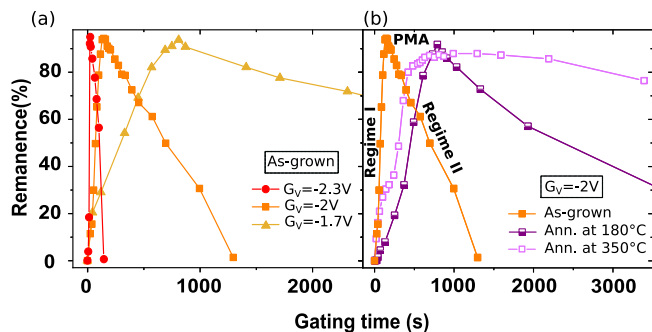 (a)
(b)
Remanence(%)
80
60
40
20
0
As-grown
G_V=-2.3V
G_V=-2V
G_V=-1.7V
0
1000
2000
PMA
Regime I
Regime II
G_V=-2V
As-grown
Ann. at 180°C
Ann. at 350°C
0
1000
2000
3000
Gating time (s)